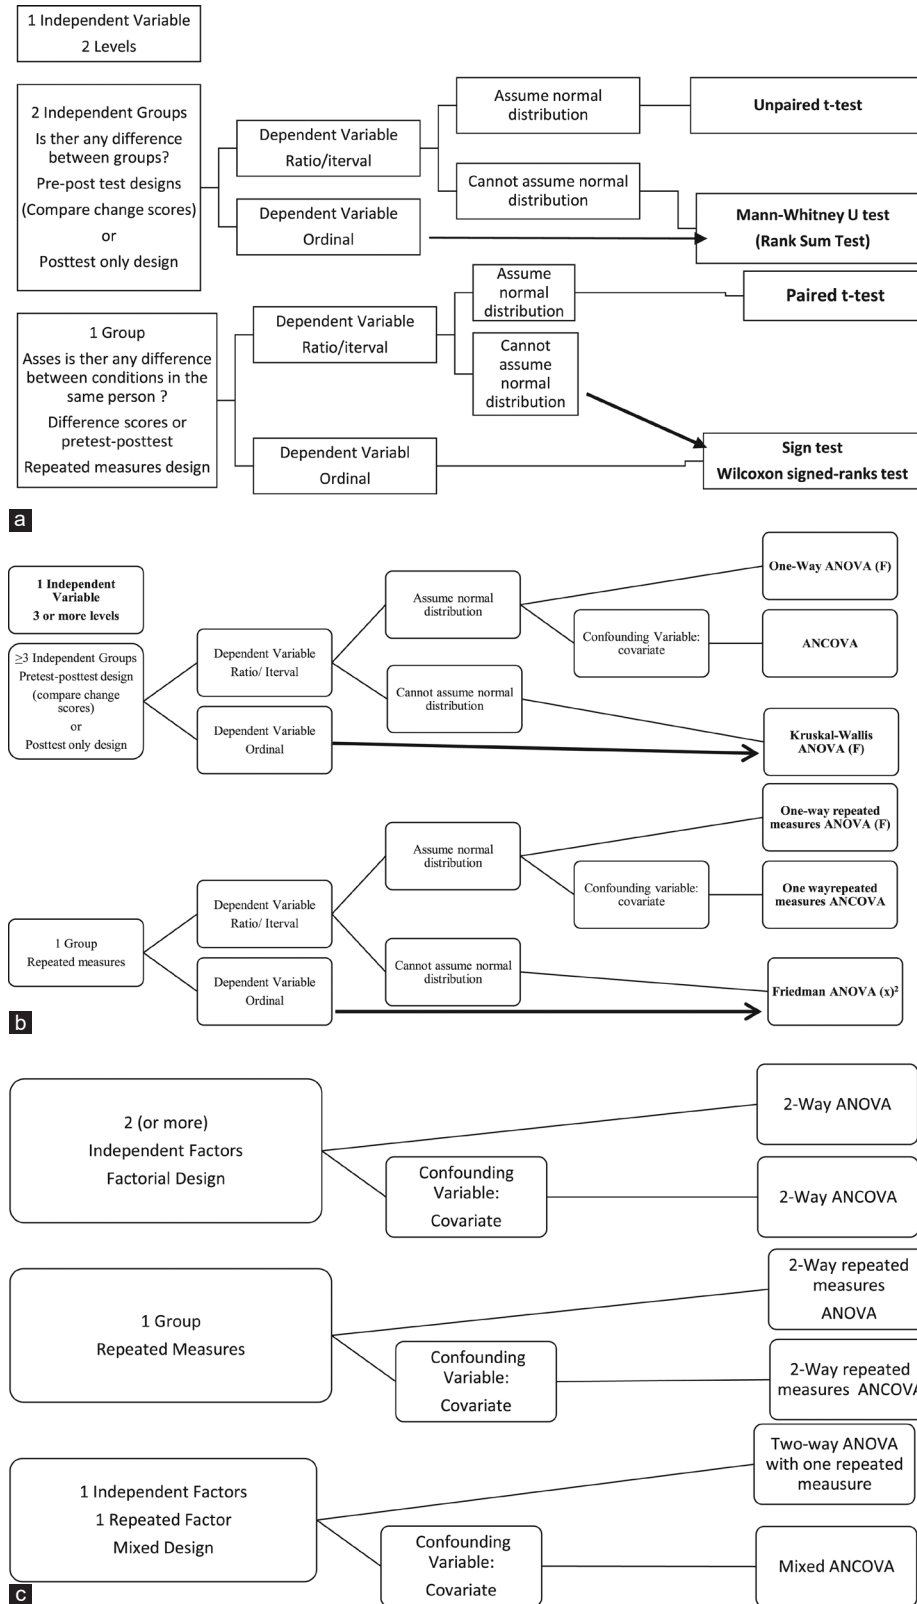 1 Independent Variable
2 Levels
2 Independent Groups
Is ther any difference
between groups?
Pre-post test designs
(Compare change scores)
or
Posttest only design
Dependent Variable
Ratio/iterval
Dependent Variable
Ordinal
Assume normal
distribution
Cannot assume normal
distribution
Unpaired t-test
Mann-Whitney U test
(Rank Sum Test)
1 Group
Asses is ther any difference
between conditions in the
same person ?
Difference scores or
pretest-posttest
Repeated measures design
Dependent Variable
Ratio/iterval
Dependent Variabl
Ordinal
Assume
normal
distribution
Cannot
assume
normal
distribution
Paired t-test
Sign test
Wilcoxon signed-ranks test
a
1 Independent
Variable
3 or more levels
≥3 Independent Groups
Pretest-posttest design
(compare change
scores)
or
Posttest only design
Dependent Variable
Ratio/ Iterval
Dependent Variable
Ordinal
Assume normal
distribution
Cannot assume normal
distribution
Confounding Variable:
covariate
One-Way ANOVA (F)
ANCOVA
Kruskal-Wallis
ANOVA (F)
1 Group
Repeated measures
Dependent Variable
Ratio/ Iterval
Dependent Variable
Ordinal
Assume normal
distribution
Cannot assume normal
distribution
Confounding variable:
covariate
One-way repeated
measures ANOVA (F)
One wayrepeated
measures ANCOVA
Friedman ANOVA (x)²
b
2 (or more)
Independent Factors
Factorial Design
Confounding
Variable:
Covariate
2-Way ANOVA
2-Way ANCOVA
1 Group
Repeated Measures
Confounding
Variable:
Covariate
2-Way repeated
measures
ANOVA
2-Way repeated
measures ANCOVA
1 Independent Factors
1 Repeated Factor
Mixed Design
Confounding
Variable:
Covariate
Two-way ANOVA
with one repeated
meausure
Mixed ANCOVA
c